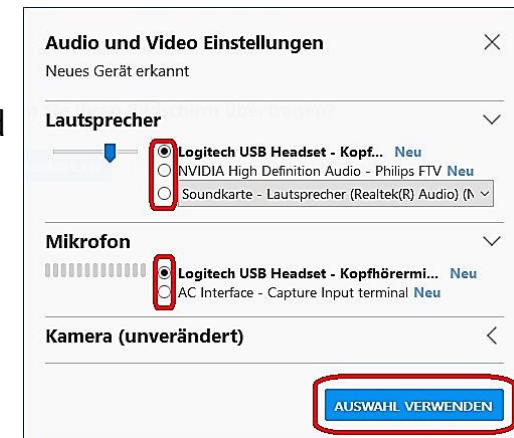 Audio und Video Einstellungen
Neues Gerät erkannt
Lautsprecher
Logitech USB Headset - Kopf... Neu
NVIDIA High Definition Audio - Philips FTV Neu
Soundkarte - Lautsprecher (Realtek(R) Audio) (N
Mikrofon
Logitech USB Headset - Kopfhörermi... Neu
AC Interface - Capture Input terminal Neu
Kamera (unverändert)
AUSWAHL VERWENDEN